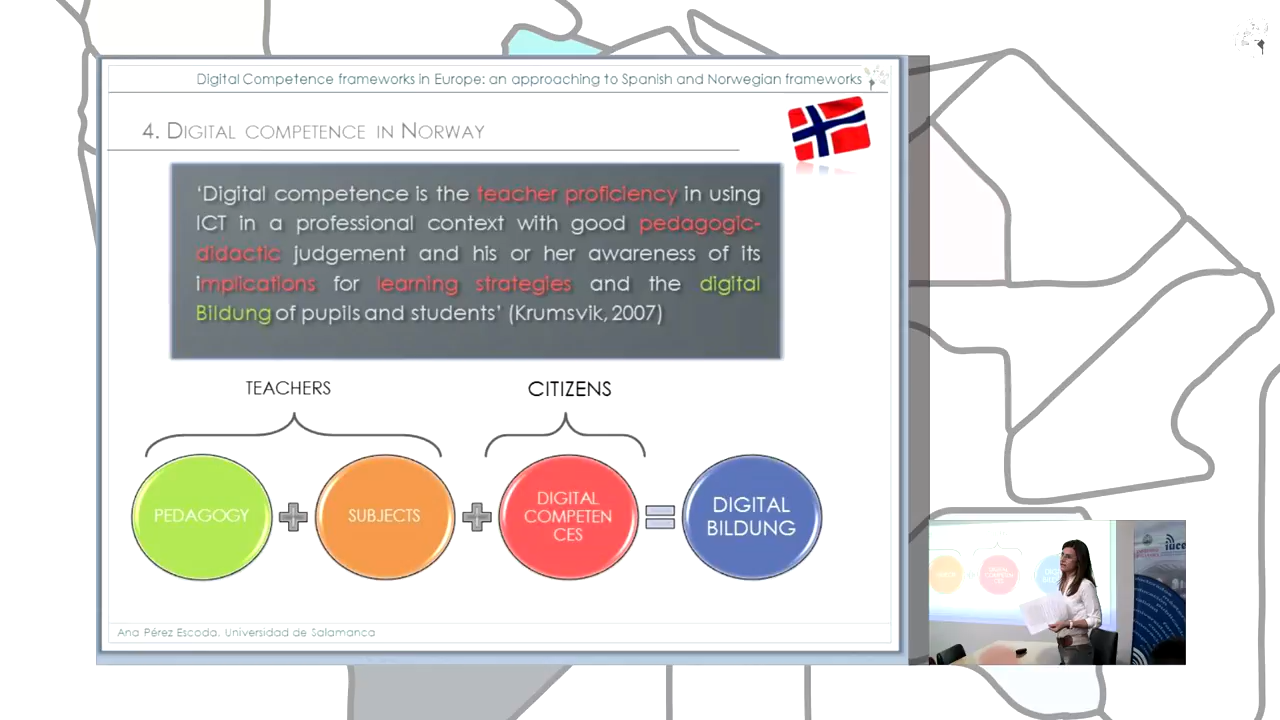 Digital Competence frameworks in Europe: an approaching to Spanish and Norwegian frameworks
4. DIGITAL COMPETENCE IN NORWAY
‘Digital competence is the teacher proficiency in using
ICT in a professional context with good pedagogic-
didactic judgement and his or her awareness of its
implications for learning strategies and the digital
Bildung of pupils and students’ (Krumsvik, 2007)
TEACHERS
CITIZENS
PEDAGOGY
SUBJECTS
DIGITAL
COMPETEN
CES
DIGITAL
BILDUNG
Ana Pérez Escoda. Universidad de Salamanca